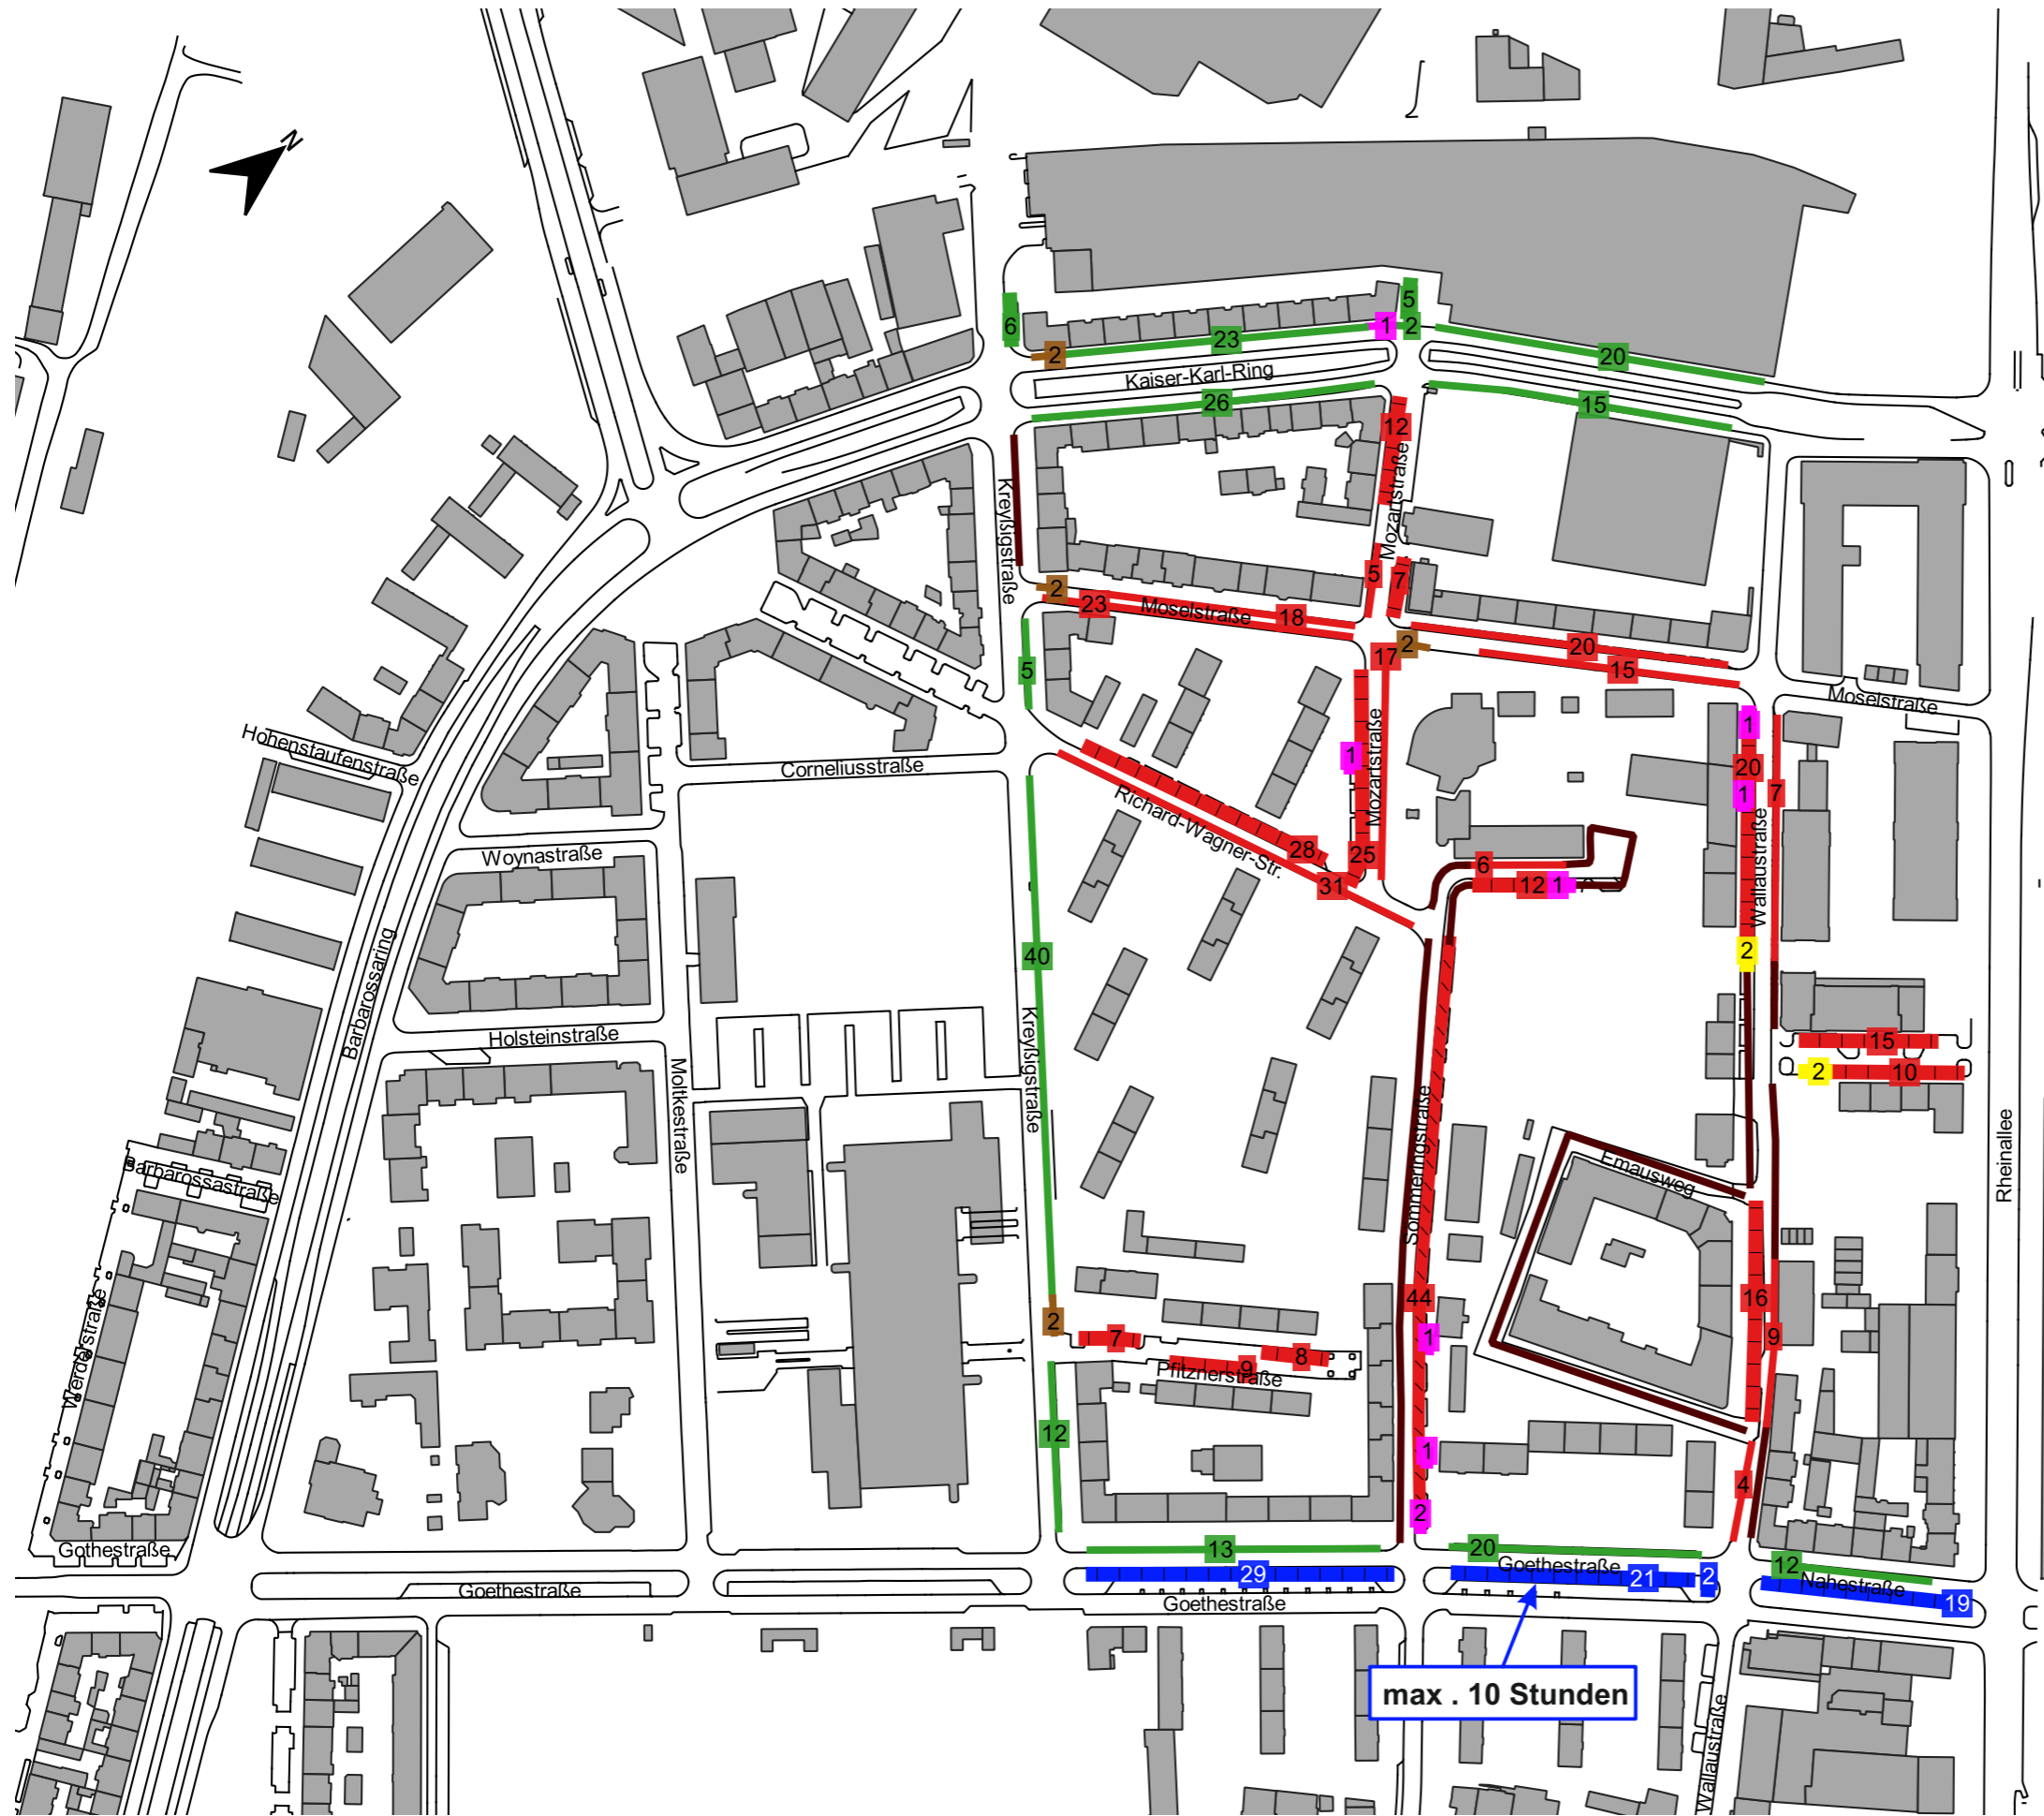 N
5
6
1
2
23
2
20
Kaiser-Karl-Ring
26
15
12
Mozartstraße
Kreyßigstraße
5
7
2
23
Moselstraße
18
2
20
17
15
5
Moselstraße
1
Hohenstaufenstraße
Corneliusstraße
1
Mozartstraße
20
1
7
Richard-Wagner-Str.
Wallaustraße
Woynastraße
28
25
6
31
12
1
2
40
Barbarossaring
Holsteinstraße
Kreyßigstraße
Moltkestraße
15
2
10
Sömmeringstraße
Emausweg
Rheinallee
Barbarossastraße
Werderstraße
44
16
2
7
1
9
8
9
Pfitznerstraße
12
1
4
2
Gothestraße
13
20
Goethestraße
12
Nahestraße
29
21
2
19
Goethestraße
Goethestraße
max . 10 Stunden
Wallaustraße